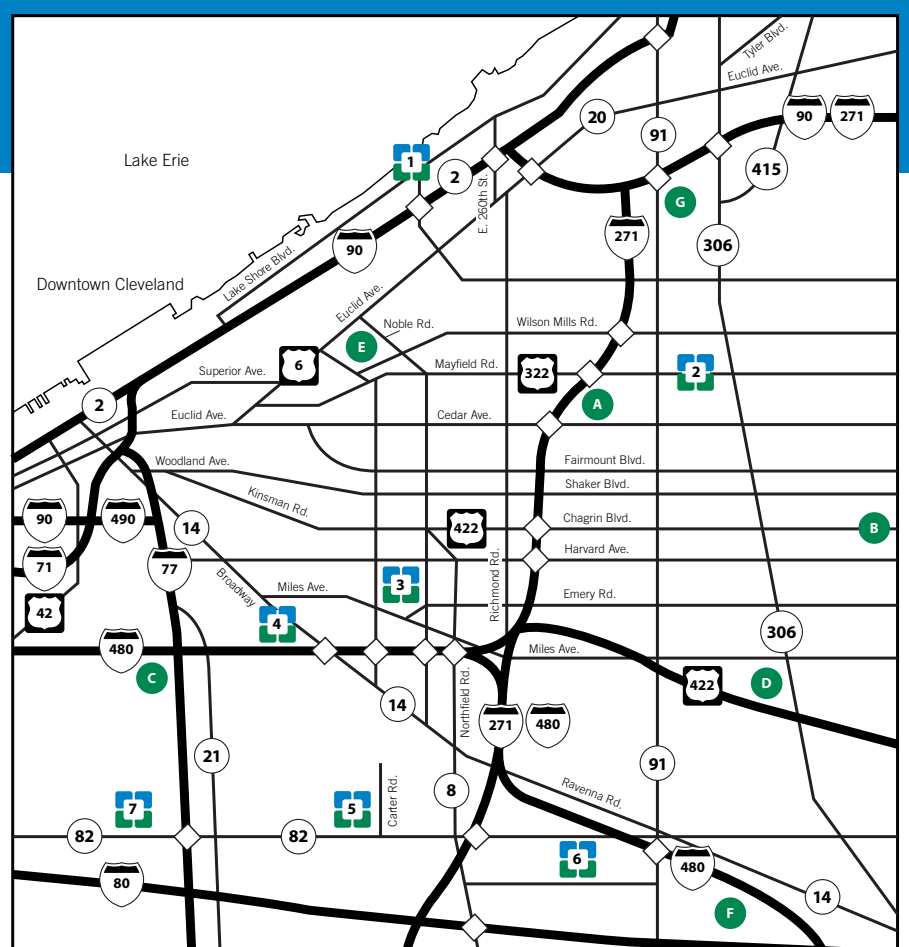 Tyler Blvd.
Euclid Ave.
20
90
271
91
Lake Erie
1
2
415
E. 260th St.
G
271
306
90
Lake Shore Blvd.
Downtown Cleveland
Euclid Ave.
Noble Rd.
Wilson Mills Rd.
E
6
Mayfield Rd.
322
2
Superior Ave.
2
A
Euclid Ave.
Cedar Ave.
Woodland Ave.
Fairmount Blvd.
Shaker Blvd.
Kinsman Rd.
90
490
14
422
Chagrin Blvd.
B
Harvard Ave.
71
77
Broadway
Miles Ave.
3
Richmond Rd.
Emery Rd.
42
4
306
480
Miles Ave.
C
422
D
14
Northfield Rd.
271
480
21
91
8
Carter Rd.
Ravenna Rd.
7
5
82
82
6
480
80
14
F